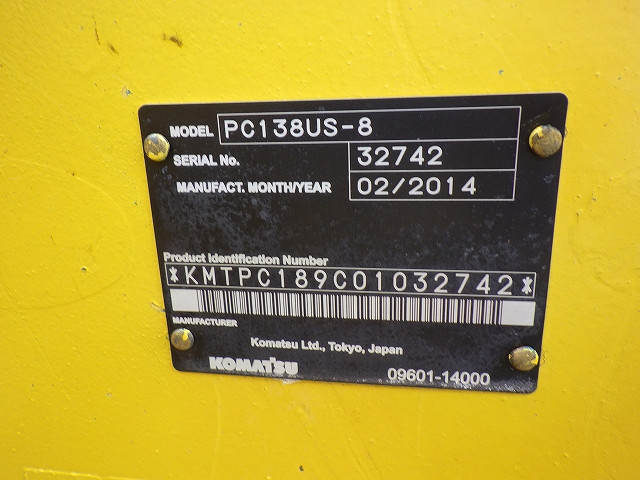 MODEL PC138US-8
SERIAL No. 32742
MANUFACT. MONTH/YEAR 02/2014
Product Identification Number
*KMTPC189C01032742*
MANUFACTURER
Komatsu Ltd., Tokyo, Japan
KOMATSU 09601-14000